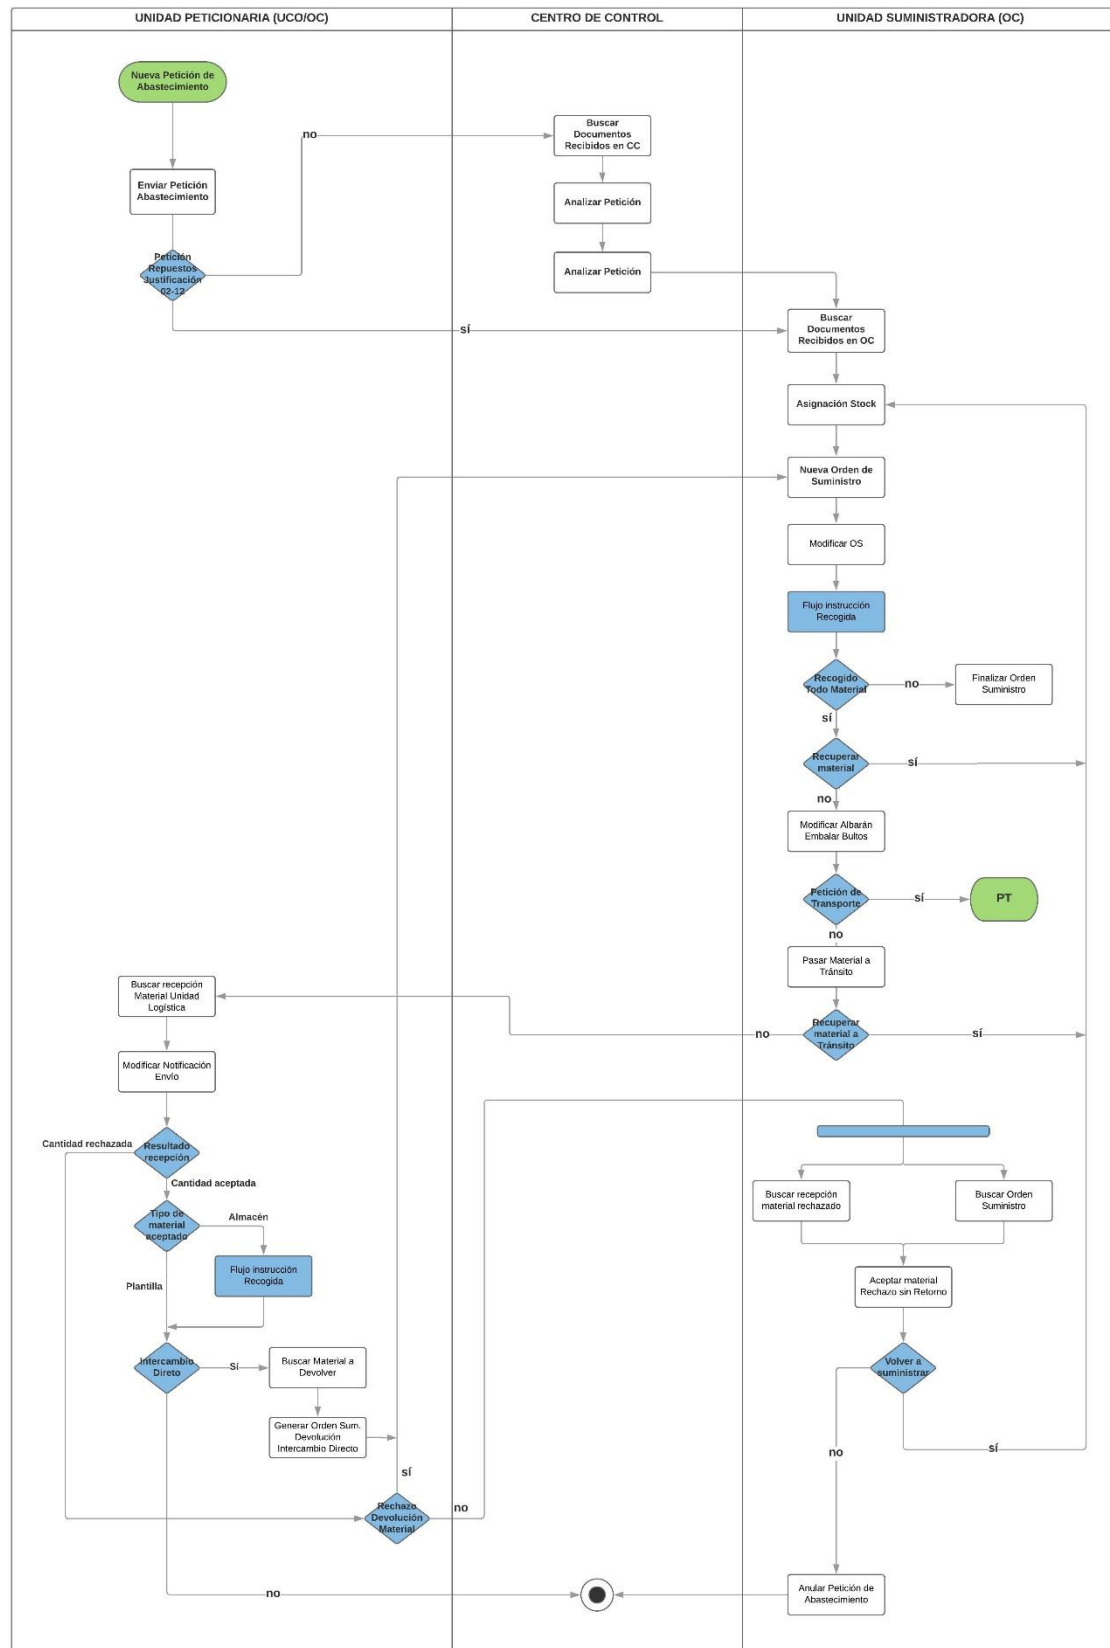 UNIDAD PETICIONARIA (UCO/OC)
CENTRO DE CONTROL
UNIDAD SUMINISTRADORA (OC)
Nueva Petición de
Abastecimiento
Enviar Petición
Abastecimiento
Petición
Repuestos
Justificación
02-12
no
sí
Buscar
Documentos
Recibidos en CC
Analizar Petición
Analizar Petición
Buscar
Documentos
Recibidos en OC
Asignación Stock
Nueva Orden de
Suministro
Modificar OS
Flujo instrucción
Recogida
Recogido
Todo Material
no
Finalizar Orden
Suministro
sí
Recuperar
material
sí
no
Modificar Albarán
Embalar Bultos
Petición de
Transporte
sí
PT
no
Pasar Material a
Tránsito
Recuperar
material a
Tránsito
no
sí
Buscar recepción
Material Unidad
Logística
Modificar Notificación
Envío
Cantidad rechazada
Resultado
recepción
Cantidad aceptada
Tipo de
material
aceptado
Almacén
Flujo instrucción
Recogida
Plantilla
Intercambio
Direto
Sí
Buscar Material a
Devolver
Generar Orden Sum.
Devolución
Intercambio Directo
sí
Rechazo
Devolución
Material
no
Buscar recepción
material rechazado
Buscar Orden
Suministro
Aceptar material
Rechazo sin Retorno
Volver a
suministrar
no
sí
Anular Petición de
Abastecimiento
no